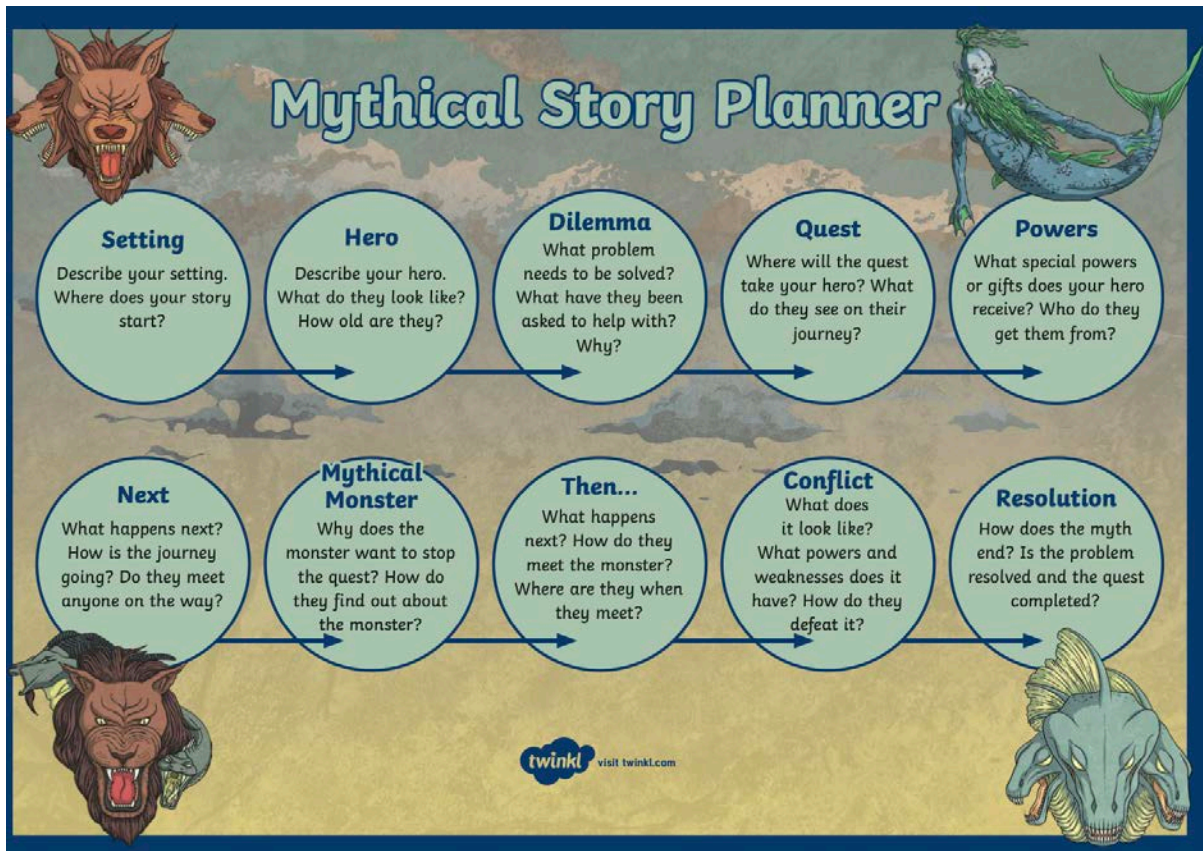 Mythical Story Planner
Setting
Describe your setting.
Where does your story
start?
Hero
Describe your hero.
What do they look like?
How old are they?
Dilemma
What problem
needs to be solved?
What have they been
asked to help with?
Why?
Quest
Where will the quest
take your hero? What
do they see on their
journey?
Powers
What special powers
or gifts does your hero
receive? Who do they
get them from?
Next
What happens next?
How is the journey
going? Do they meet
anyone on the way?
Mythical
Monster
Why does the
monster want to stop
the quest? How do
they find out about
the monster?
Then...
What happens
next? How do they
meet the monster?
Where are they when
they meet?
Conflict
What does
it look like?
What powers and
weaknesses does it
have? How do they
defeat it?
Resolution
How does the myth
end? Is the problem
resolved and the quest
completed?
twinkl visit twinkl.com